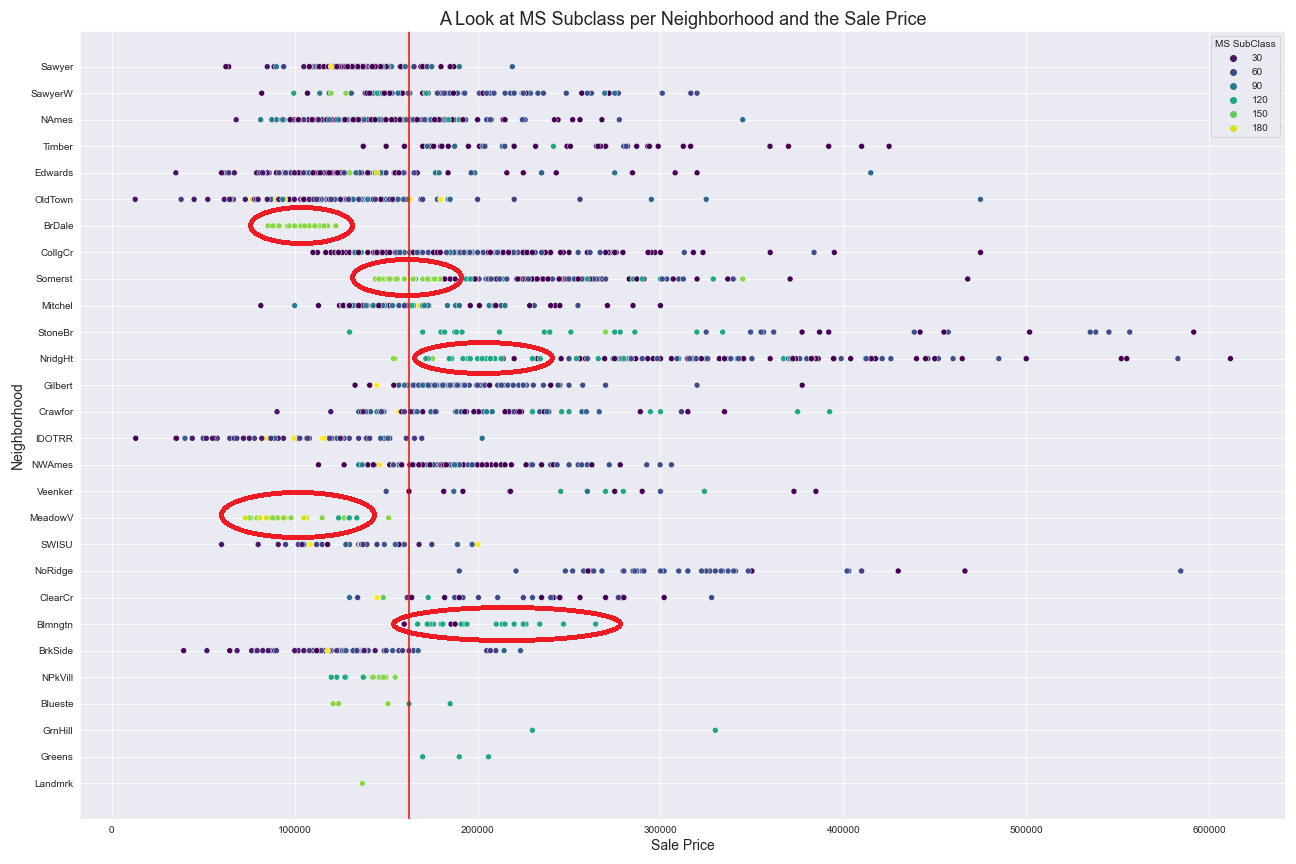 A Look at MS Subclass per Neighborhood and the Sale Price
MS SubClass
30
60
90
120
150
180
Neighborhood
Sawyer
SawyerW
NAmes
Timber
Edwards
OldTown
BrDale
CollgCr
Somerst
Mitchel
StoneBr
NridgHt
Gilbert
Crawfor
IDOTRR
NWAmes
Veenker
MeadowV
SWISU
NoRidge
ClearCr
Blmngtn
BrkSide
NPkVill
Blueste
GrnHill
Greens
Landmrk
0 100000 200000 300000 400000 500000 600000
Sale Price